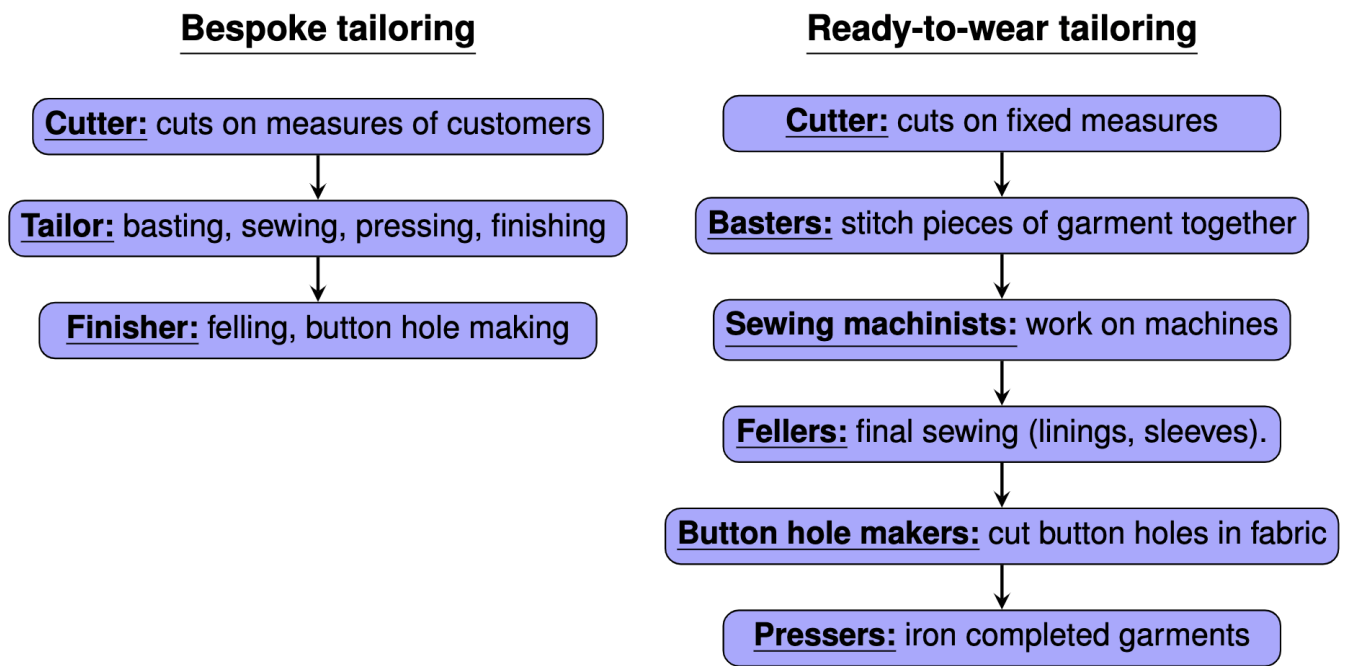 Bespoke tailoring
Cutter: cuts on measures of customers
Tailor: basting, sewing, pressing, finishing
Finisher: felling, button hole making
Ready-to-wear tailoring
Cutter: cuts on fixed measures
Basters: stitch pieces of garment together
Sewing machinists: work on machines
Fellers: final sewing (linings, sleeves).
Button hole makers: cut button holes in fabric
Pressers: iron completed garments